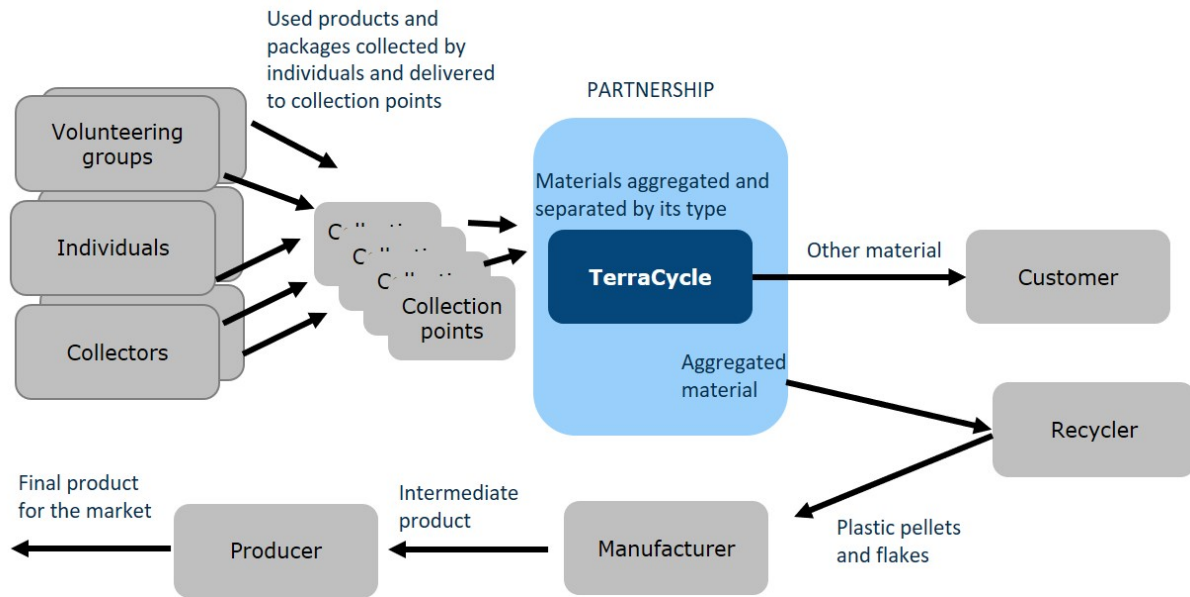 Used products and
packages collected by
individuals and delivered
to collection points
PARTNERSHIP
Volunteering
groups
Individuals
Collectors
Collection
points
Materials aggregated and
separated by its type
TerraCycle
Other material
Customer
Aggregated
material
Recycler
Plastic pellets
and flakes
Manufacturer
Intermediate
product
Producer
Final product
for the market